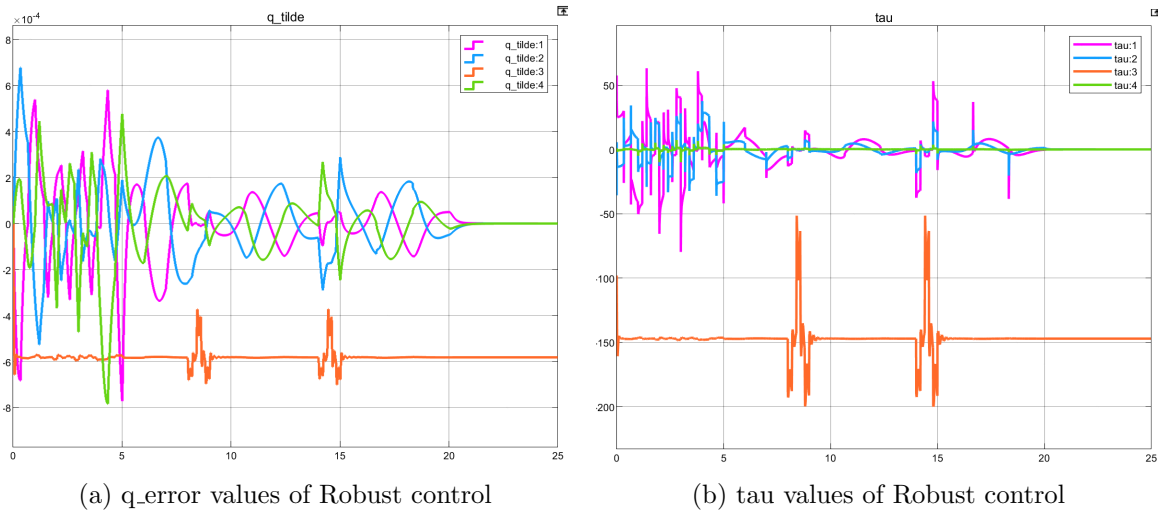 q_tilde
×10⁻⁴
8
6
4
2
0
-2
-4
-6
-8
0 5 10 15 20 25
q_tilde:1
q_tilde:2
q_tilde:3
q_tilde:4
(a) q_error values of Robust control
tau
50
0
-50
-100
-150
-200
0 5 10 15 20 25
tau:1
tau:2
tau:3
tau:4
(b) tau values of Robust control